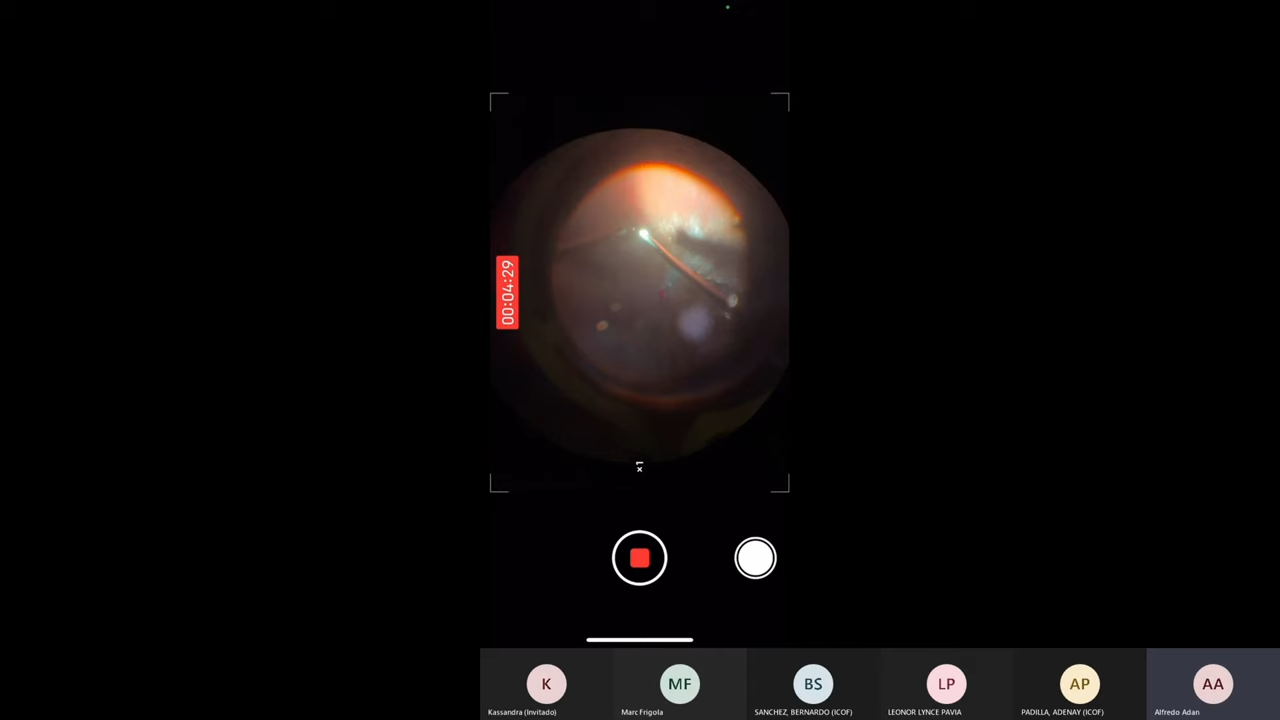 00:04:29
x1
K
MF
BS
LP
AP
AA
Kassandra (Invitado)
Marc Frigola
SANCHEZ, BERNARDO (ICOF)
LEONOR LYNCE PAVIA
PADILLA, ADENAY (ICOF)
Alfredo Adan